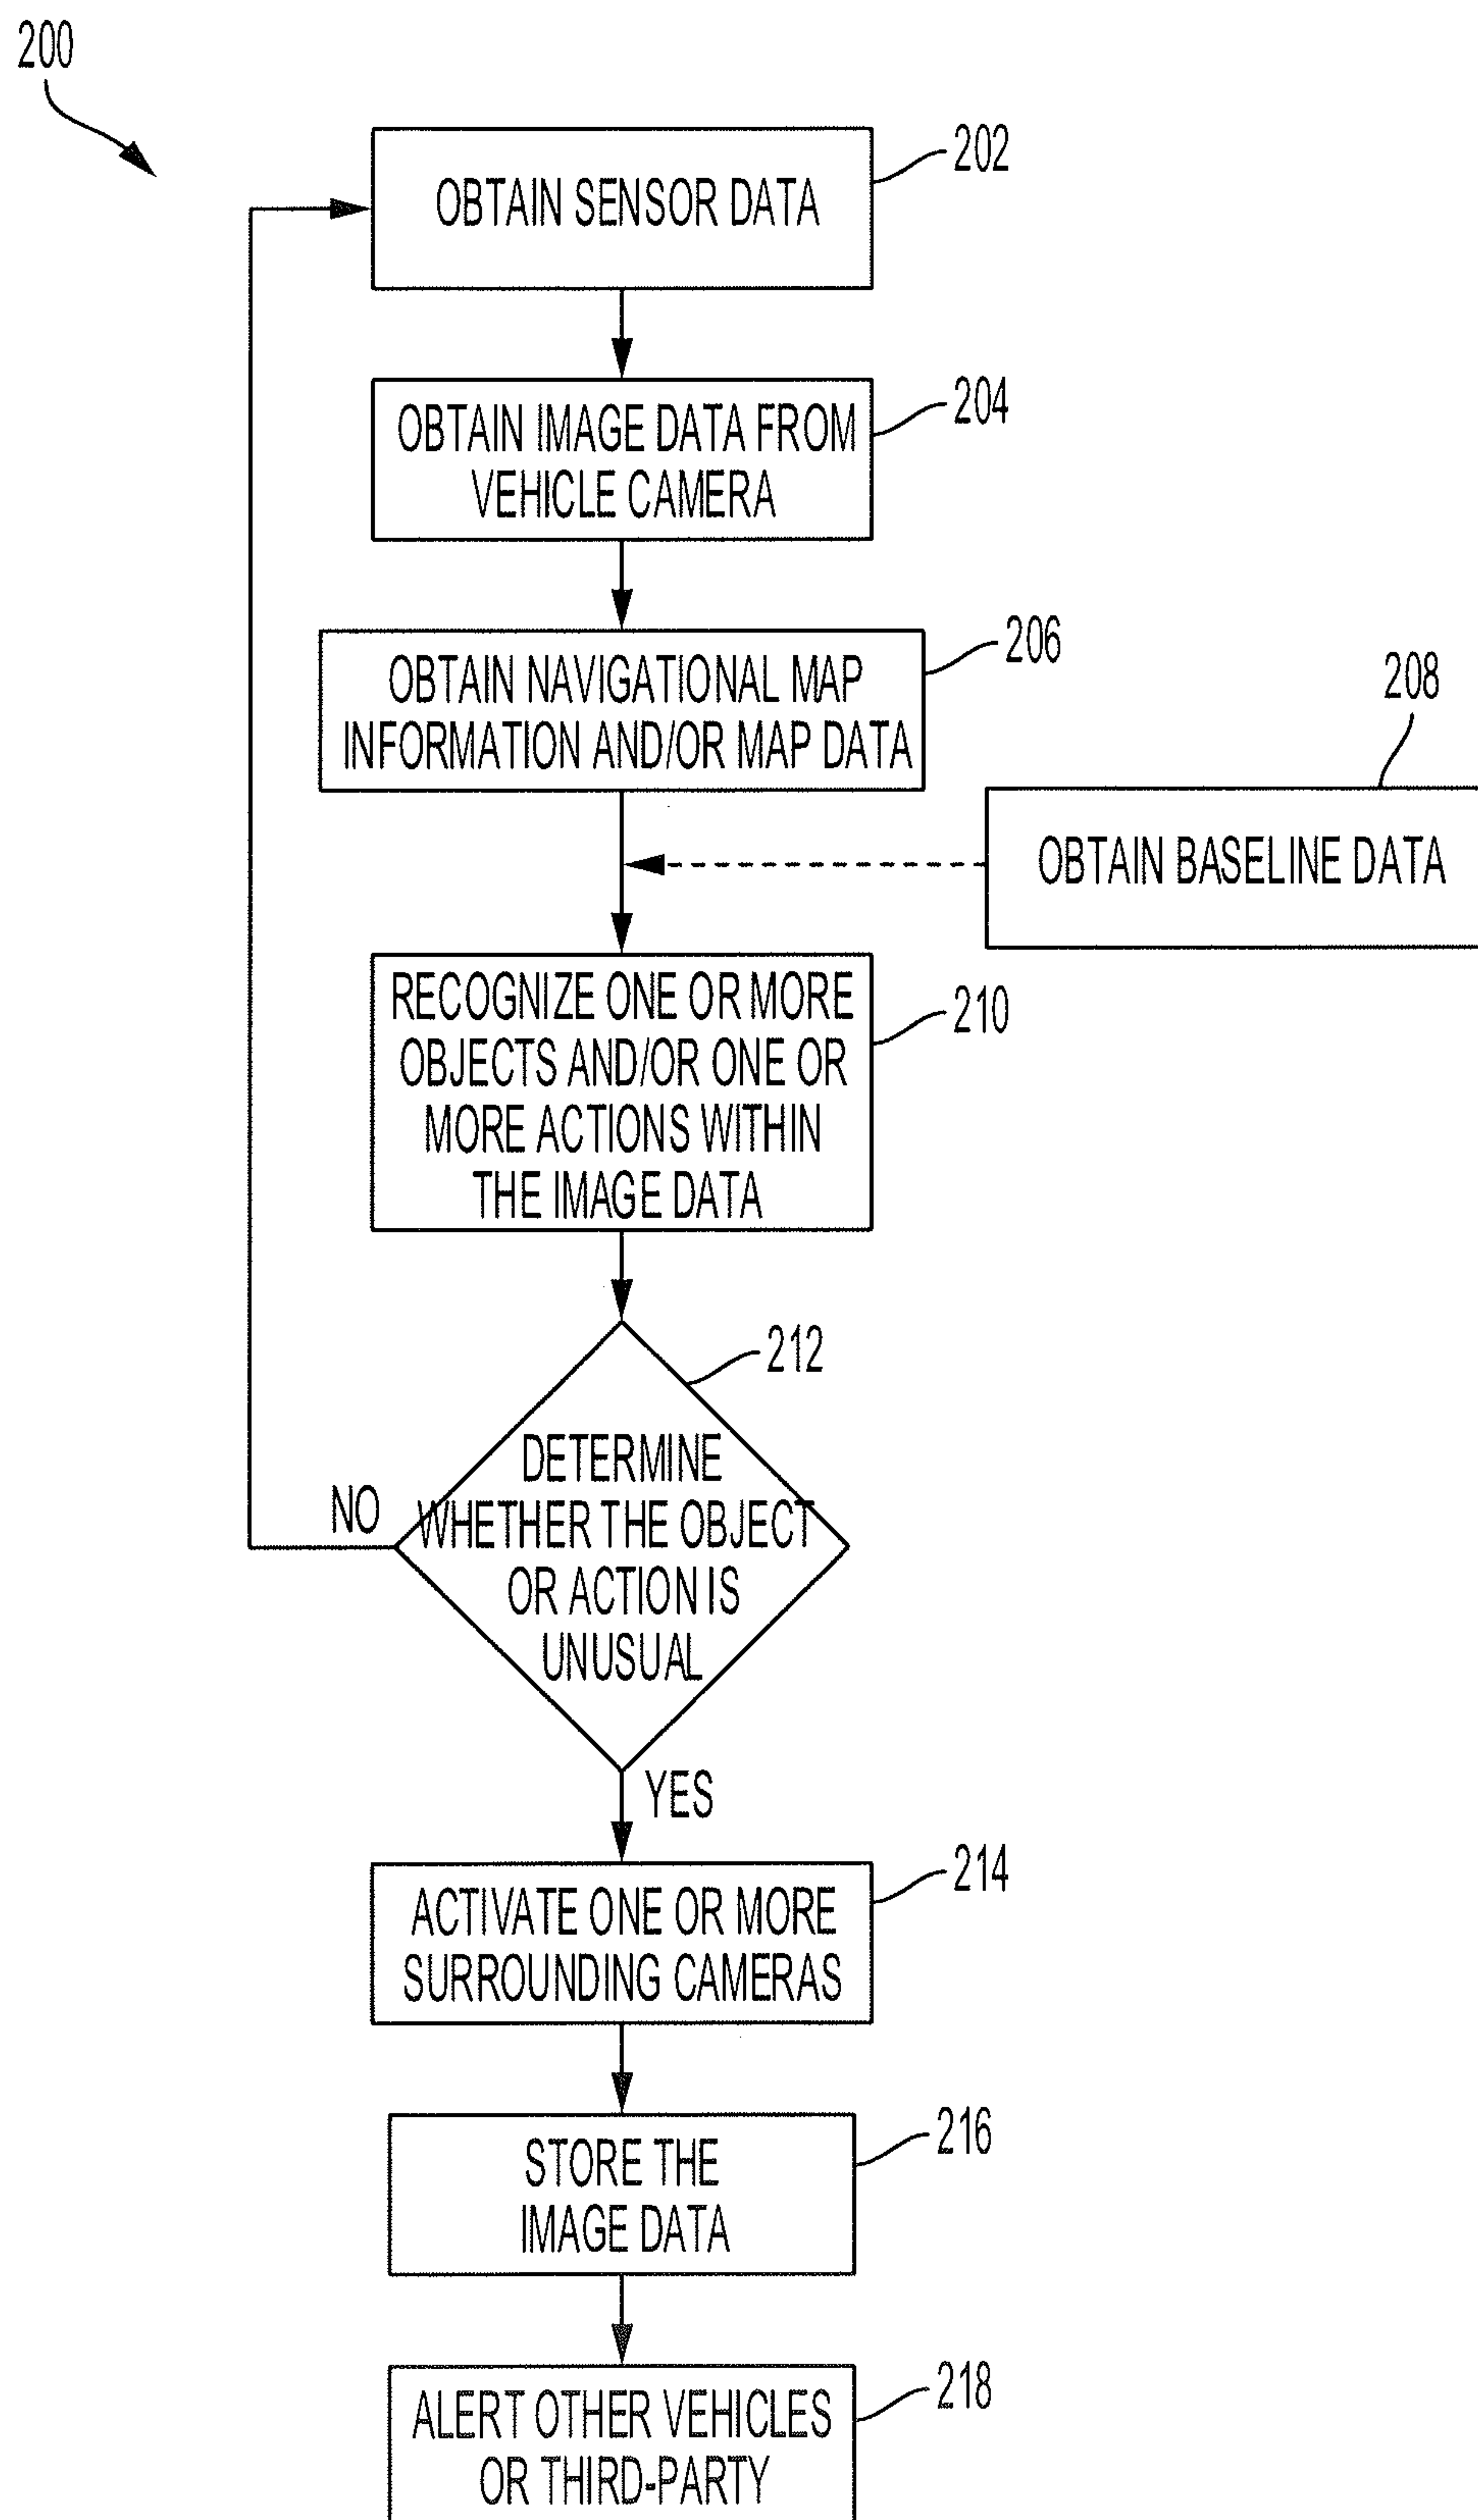 200
202
OBTAIN SENSOR DATA
204
OBTAIN IMAGE DATA FROM
VEHICLE CAMERA
206
OBTAIN NAVIGATIONAL MAP
INFORMATION AND/OR MAP DATA
208
OBTAIN BASELINE DATA
210
RECOGNIZE ONE OR MORE
OBJECTS AND/OR ONE OR
MORE ACTIONS WITHIN
THE IMAGE DATA
212
DETERMINE
WHETHER THE OBJECT
OR ACTION IS
UNUSUAL
NO
YES
214
ACTIVATE ONE OR MORE
SURROUNDING CAMERAS
216
STORE THE
IMAGE DATA
218
ALERT OTHER VEHICLES
OR THIRD-PARTY